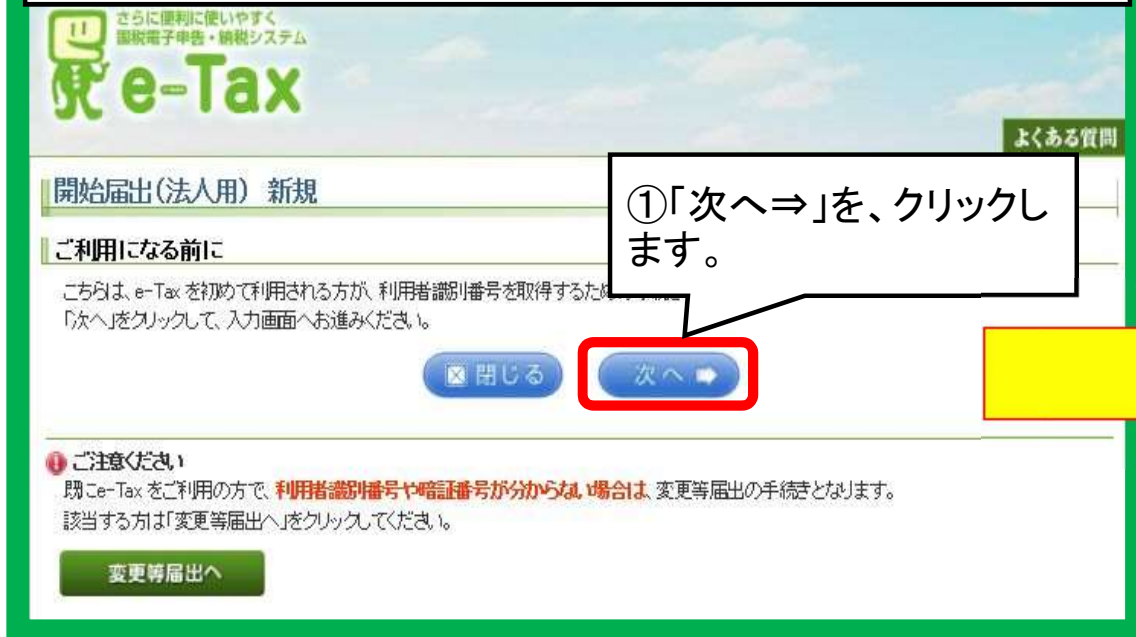 さらに便利に使いやすく
国税電子申告・納税システム
e-Tax
よくある質問
開始届出(法人用) 新規
①「次へ⇒」を、クリックし
ます。
ご利用になる前に
こちらは、e-Tax を初めて利用される方が、利用者識別番号を取得するため
「次へ」をクリックして、入力画面へお進みください。
閉じる
次へ
ご注意ください
既にe-Tax をご利用の方で、利用者識別番号や暗証番号が分からない場合は、変更等届出の手続きとなります。
該当する方は「変更等届出へ」をクリックしてください。
変更等届出へ